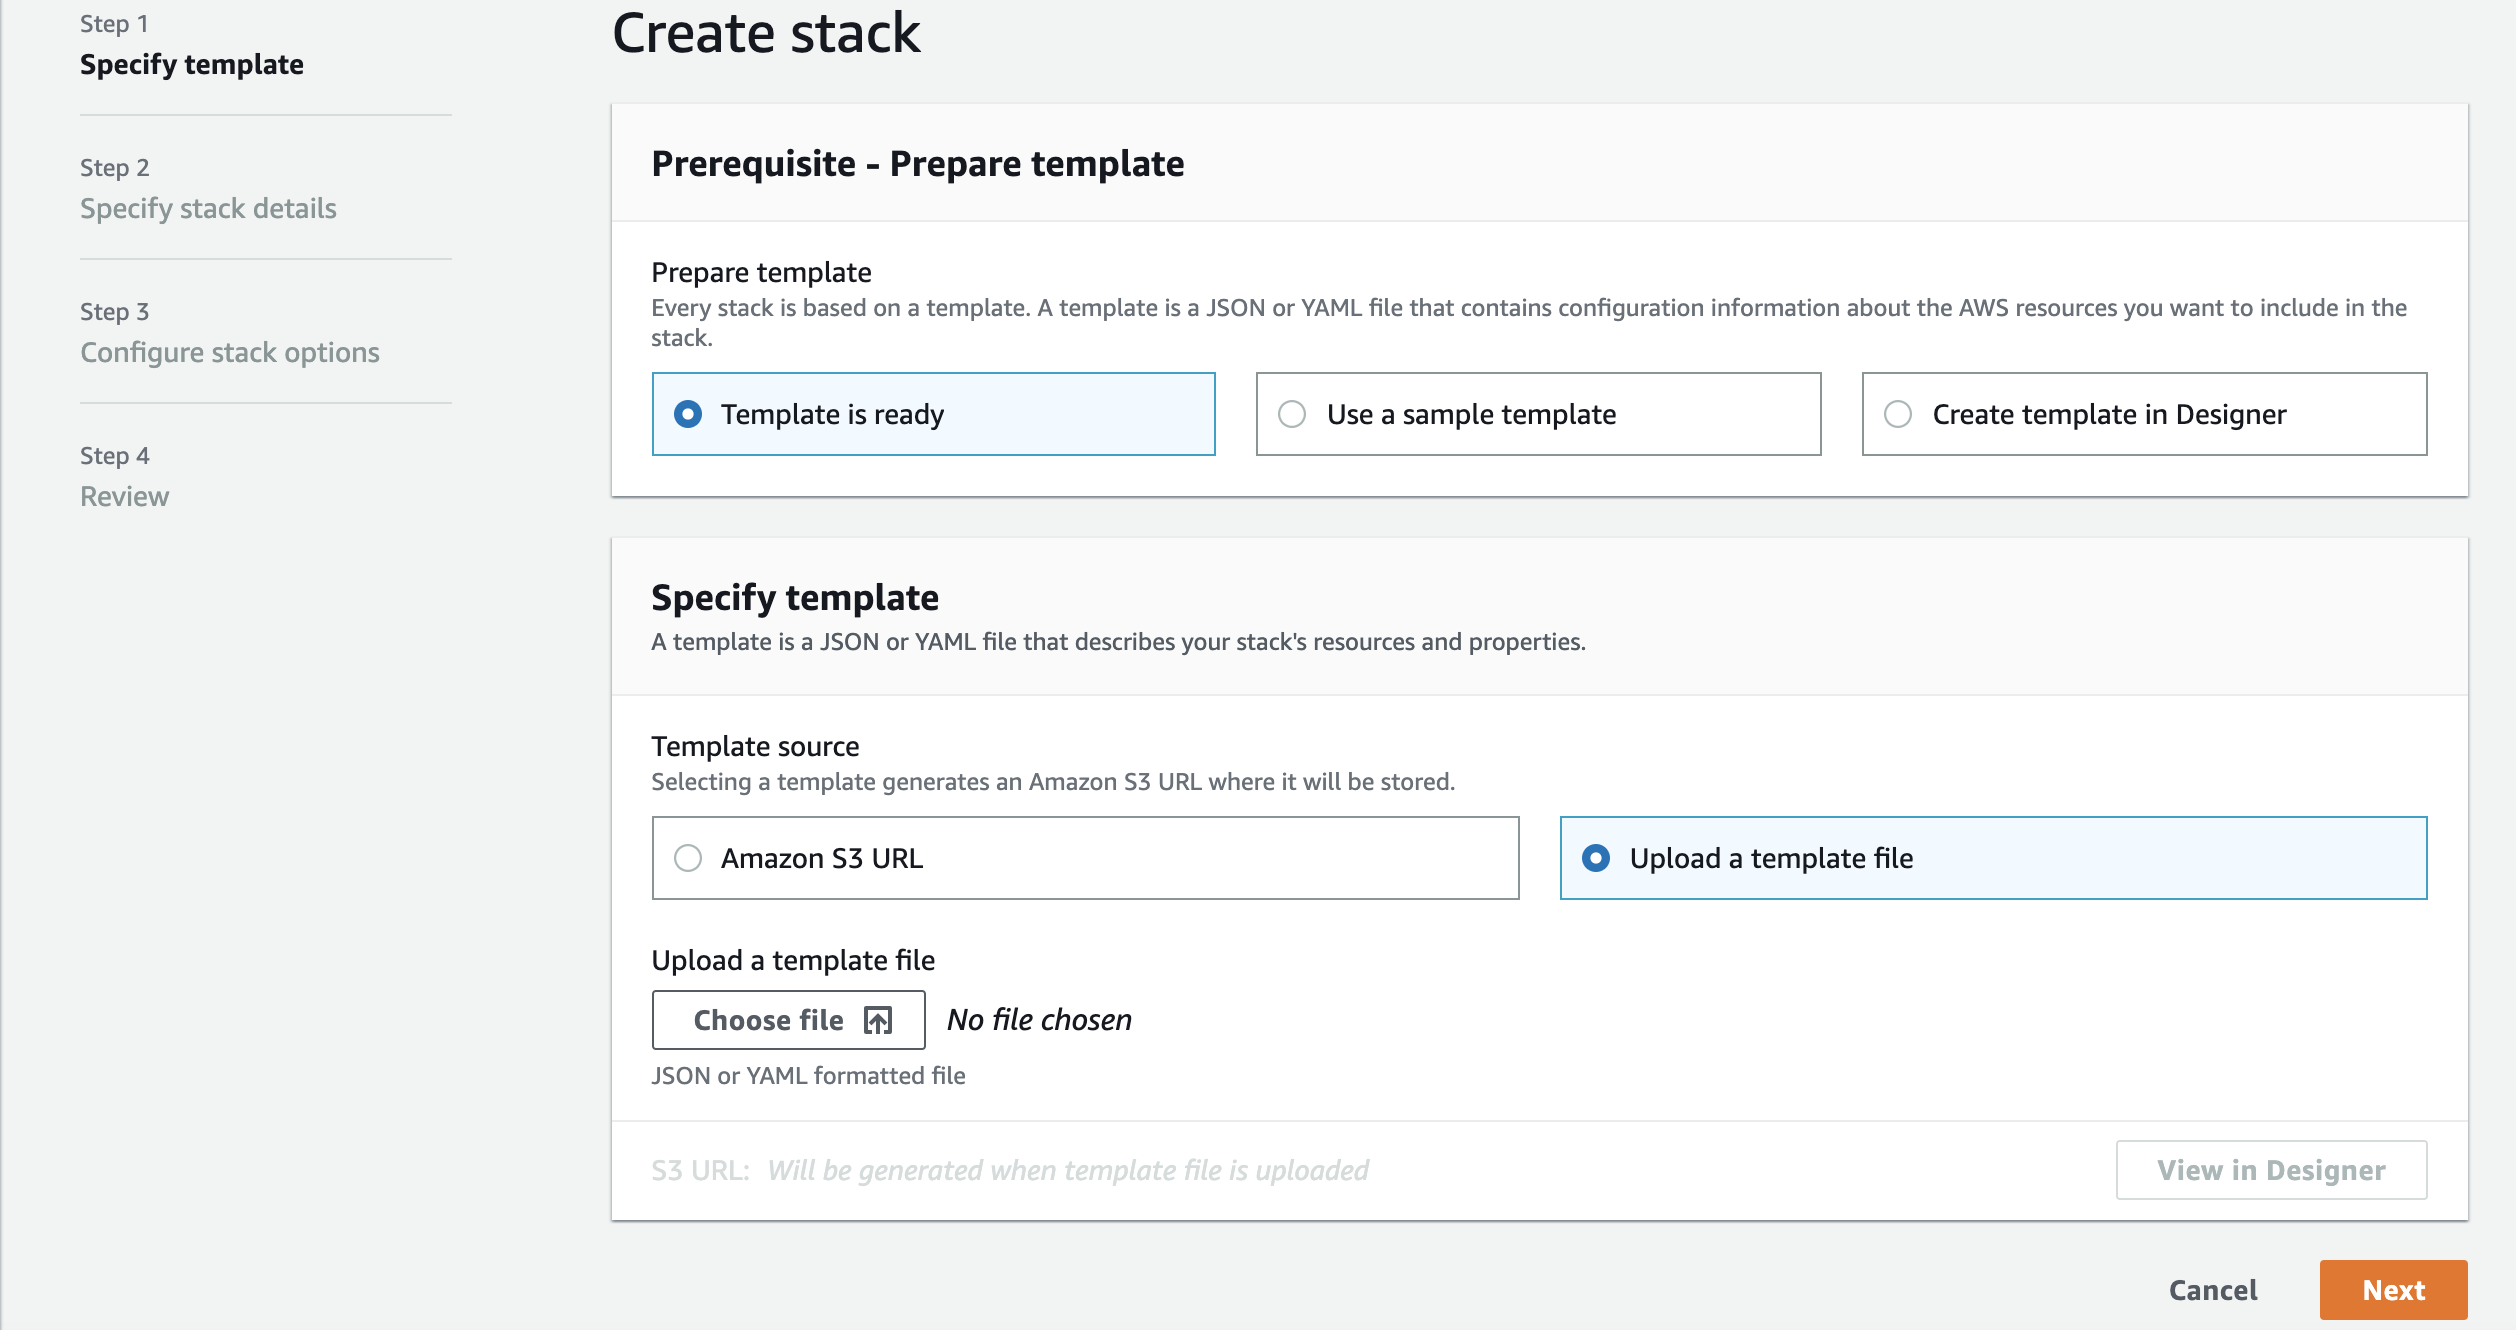 Step 1
Specify template
Step 2
Specify stack details
Step 3
Configure stack options
Step 4
Review
Create stack
Prerequisite - Prepare template
Prepare template
Every stack is based on a template. A template is a JSON or YAML file that contains configuration information about the AWS resources you want to include in the
stack.
Template is ready
Use a sample template
Create template in Designer
Specify template
A template is a JSON or YAML file that describes your stack's resources and properties.
Template source
Selecting a template generates an Amazon S3 URL where it will be stored.
Amazon S3 URL
Upload a template file
Upload a template file
Choose file
No file chosen
JSON or YAML formatted file
S3 URL: Will be generated when template file is uploaded
View in Designer
Cancel
Next